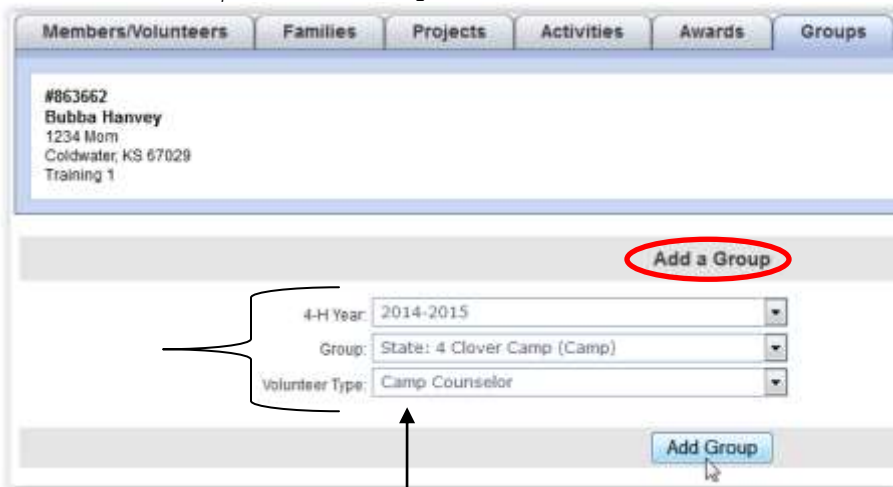 Members/Volunteers Families Projects Activities Awards Groups
#863662
Bubba Hanvey
1234 Mom
Coldwater, KS 67029
Training 1
Add a Group
4-H Year: 2014-2015
Group: State: 4 Clover Camp (Camp)
Volunteer Type: Camp Counselor
Add Group